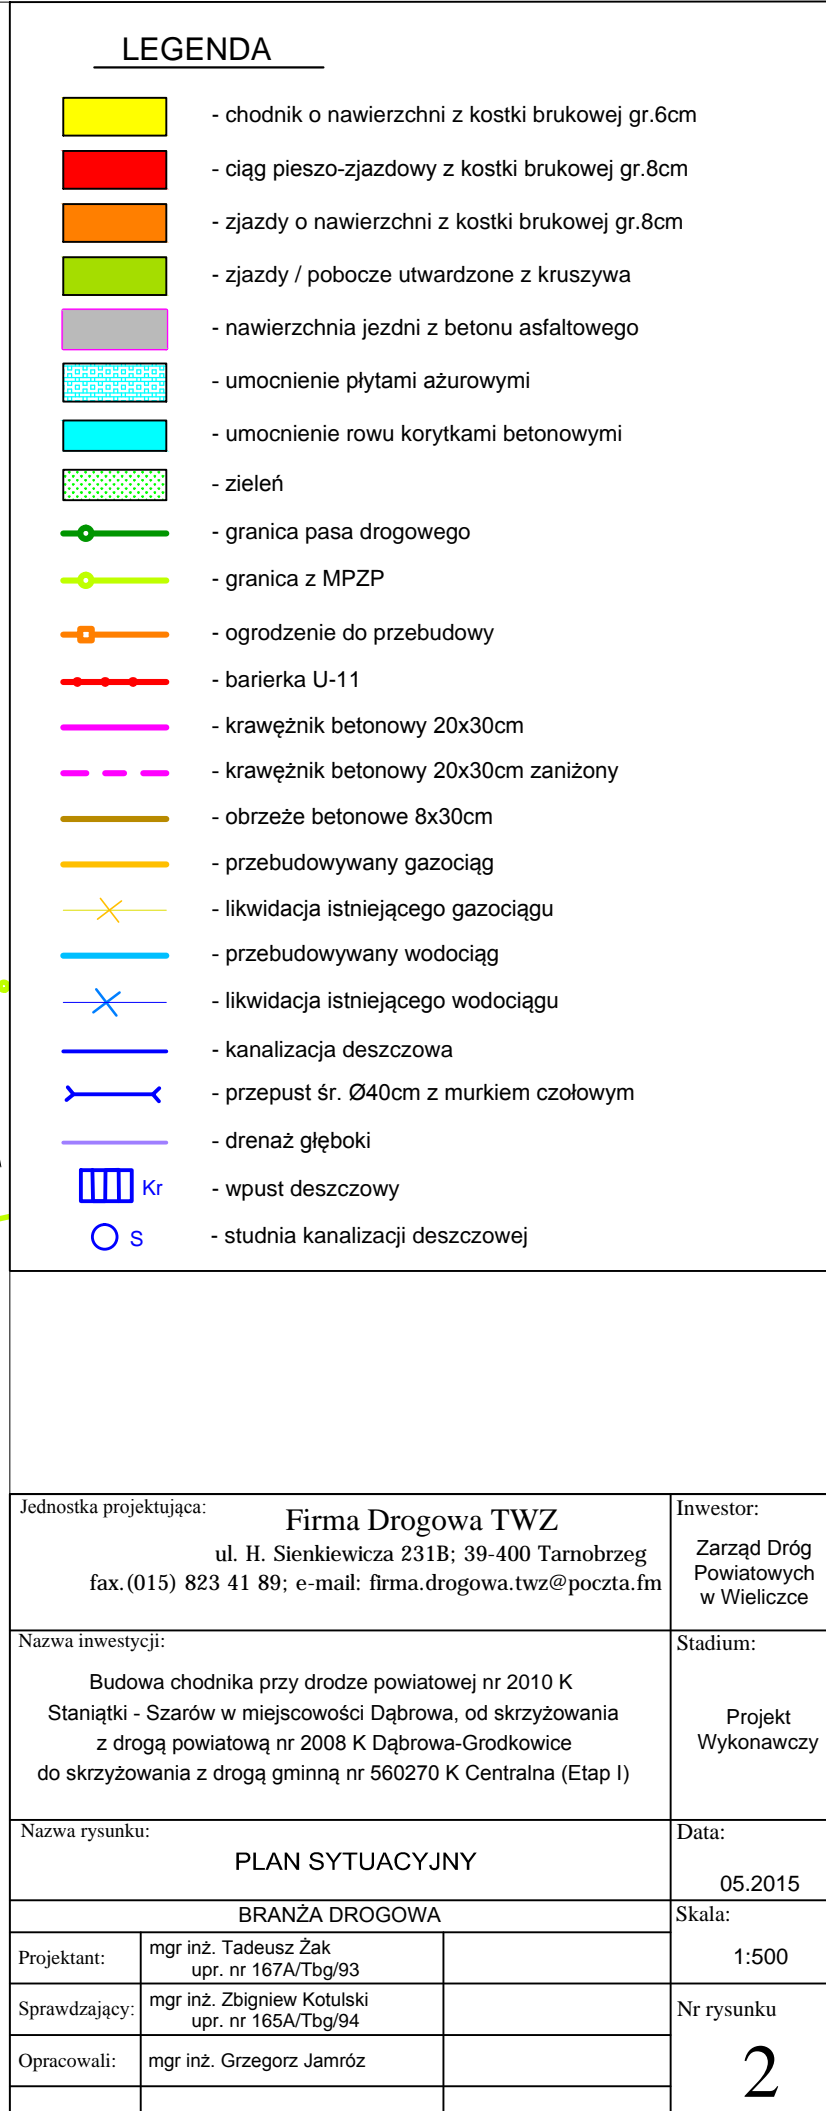 LEGENDA
- chodnik o nawierzchni z kostki brukowej gr.6cm
- ciąg pieszo-zjazdowy z kostki brukowej gr.8cm
- zjazdy o nawierzchni z kostki brukowej gr.8cm
- zjazdy / pobocze utwardzone z kruszywa
- nawierzchnia jezdni z betonu asfaltowego
- umocnienie płytami ażurowymi
- umocnienie rowu korytkami betonowymi
- zieleń
- granica pasa drogowego
- granica z MPZP
- ogrodzenie do przebudowy
- barierka U-11
- krawężnik betonowy 20x30cm
- krawężnik betonowy 20x30cm zaniżony
- obrzeże betonowe 8x30cm
- przebudowywany gazociąg
- likwidacja istniejącego gazociągu
- przebudowywany wodociąg
- likwidacja istniejącego wodociągu
- kanalizacja deszczowa
- przepust śr. Ø40cm z murkiem czołowym
- drenaż głęboki
Kr - wpust deszczowy
S - studnia kanalizacji deszczowej
Jednostka projektująca:
Firma Drogowa TWZ
ul. H. Sienkiewicza 231B; 39-400 Tarnobrzeg
fax.(015) 823 41 89; e-mail: firma.drogowa.twz@poczta.fm
Inwestor:
Zarząd Dróg
Powiatowych
w Wieliczce
Nazwa inwestycji:
Budowa chodnika przy drodze powiatowej nr 2010 K
Staniątki - Szarów w miejscowości Dąbrowa, od skrzyżowania
z drogą powiatową nr 2008 K Dąbrowa-Grodkowice
do skrzyżowania z drogą gminną nr 560270 K Centralna (Etap I)
Stadium:
Projekt
Wykonawczy
Nazwa rysunku:
PLAN SYTUACYJNY
Data:
05.2015
BRANŻA DROGOWA
Skala:
1:500
Projektant:
mgr inż. Tadeusz Żak
upr. nr 167A/Tbg/93
Sprawdzający:
mgr inż. Zbigniew Kotulski
upr. nr 165A/Tbg/94
Nr rysunku
2
Opracowali:
mgr inż. Grzegorz Jamróz